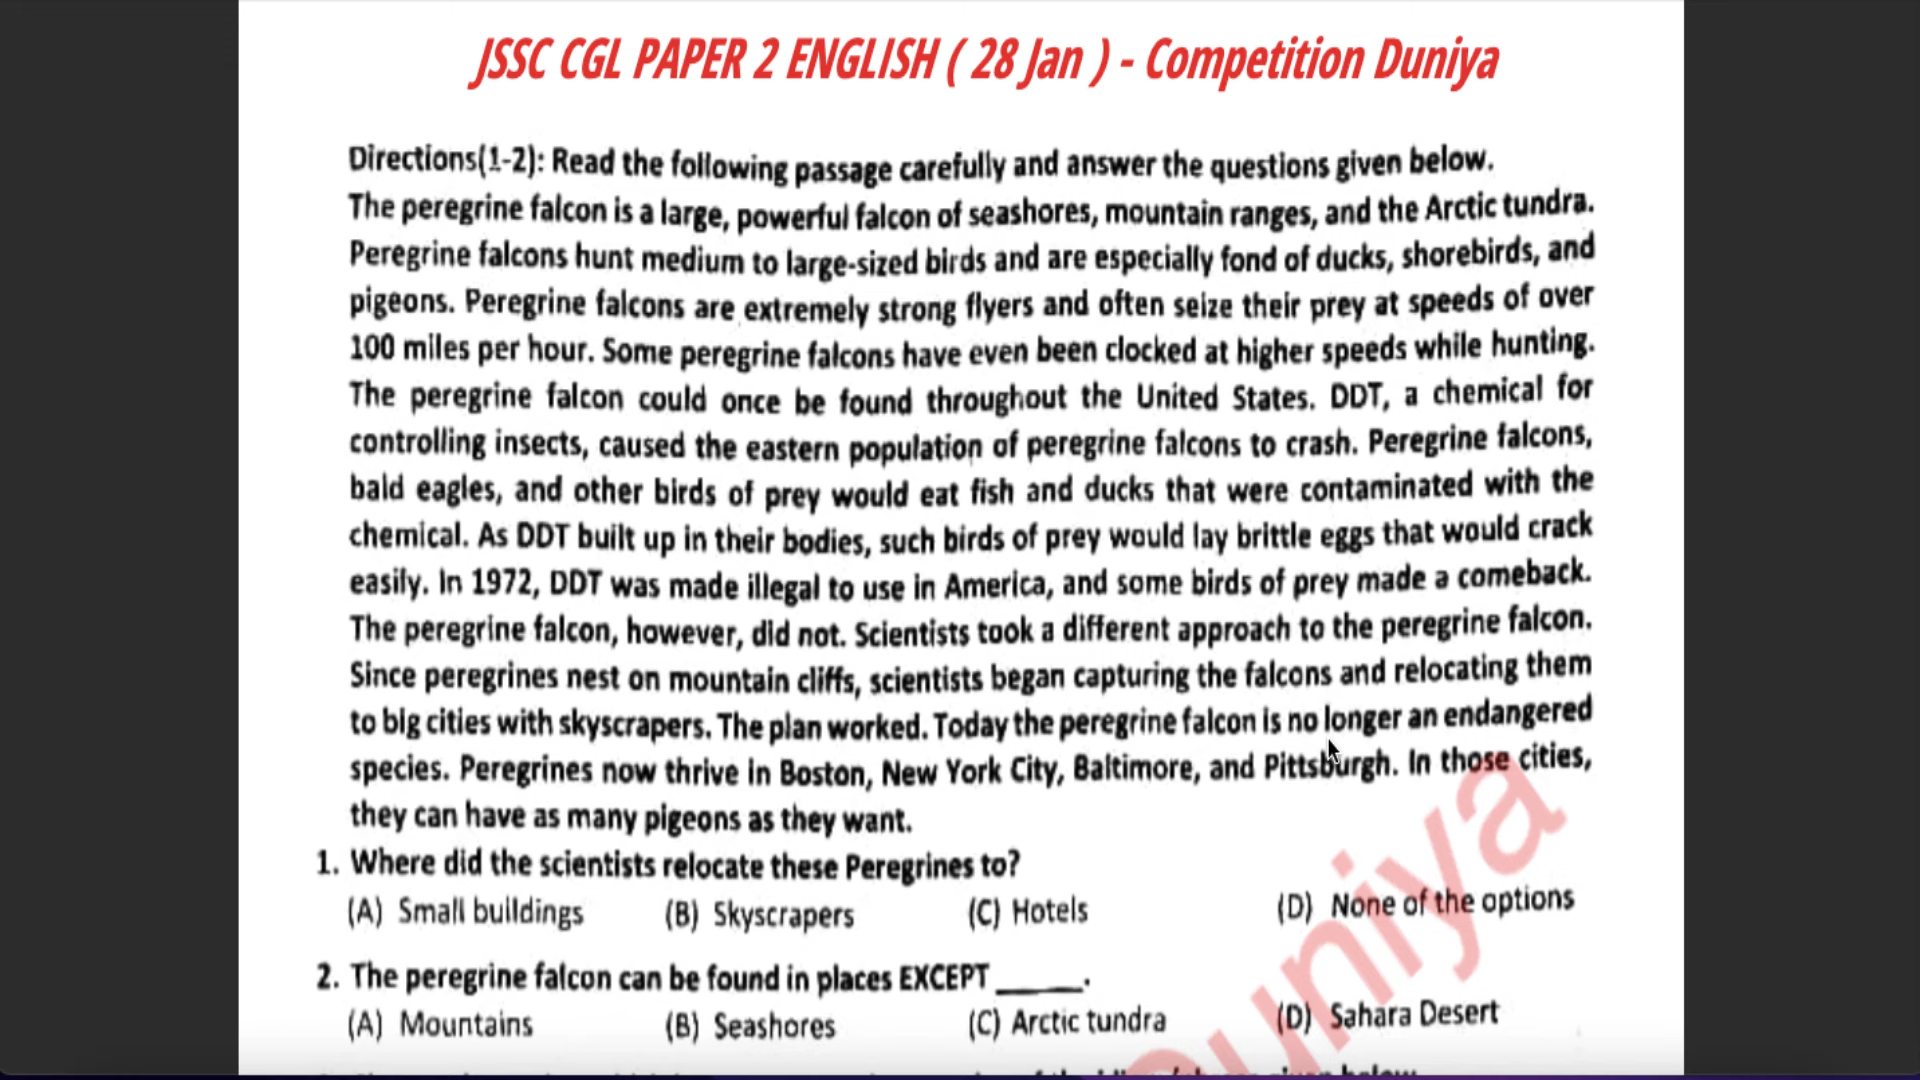 JSSC CGL PAPER 2 ENGLISH ( 28 Jan ) - Competition Duniya
Directions(1-2): Read the following passage carefully and answer the questions given below.
The peregrine falcon is a large, powerful falcon of seashores, mountain ranges, and the Arctic tundra.
Peregrine falcons hunt medium to large-sized birds and are especially fond of ducks, shorebirds, and
pigeons. Peregrine falcons are extremely strong flyers and often seize their prey at speeds of over
100 miles per hour. Some peregrine falcons have even been clocked at higher speeds while hunting.
The peregrine falcon could once be found throughout the United States. DDT, a chemical for
controlling insects, caused the eastern population of peregrine falcons to crash. Peregrine falcons,
bald eagles, and other birds of prey would eat fish and ducks that were contaminated with the
chemical. As DDT built up in their bodies, such birds of prey would lay brittle eggs that would crack
easily. In 1972, DDT was made illegal to use in America, and some birds of prey made a comeback.
The peregrine falcon, however, did not. Scientists took a different approach to the peregrine falcon.
Since peregrines nest on mountain cliffs, scientists began capturing the falcons and relocating them
to big cities with skyscrapers. The plan worked. Today the peregrine falcon is no longer an endangered
species. Peregrines now thrive in Boston, New York City, Baltimore, and Pittsburgh. In those cities,
they can have as many pigeons as they want.
1. Where did the scientists relocate these Peregrines to?
(A) Small buildings (B) Skyscrapers (C) Hotels (D) None of the options
2. The peregrine falcon can be found in places EXCEPT _____.
(A) Mountains (B) Seashores (C) Arctic tundra (D) Sahara Desert
Duniya